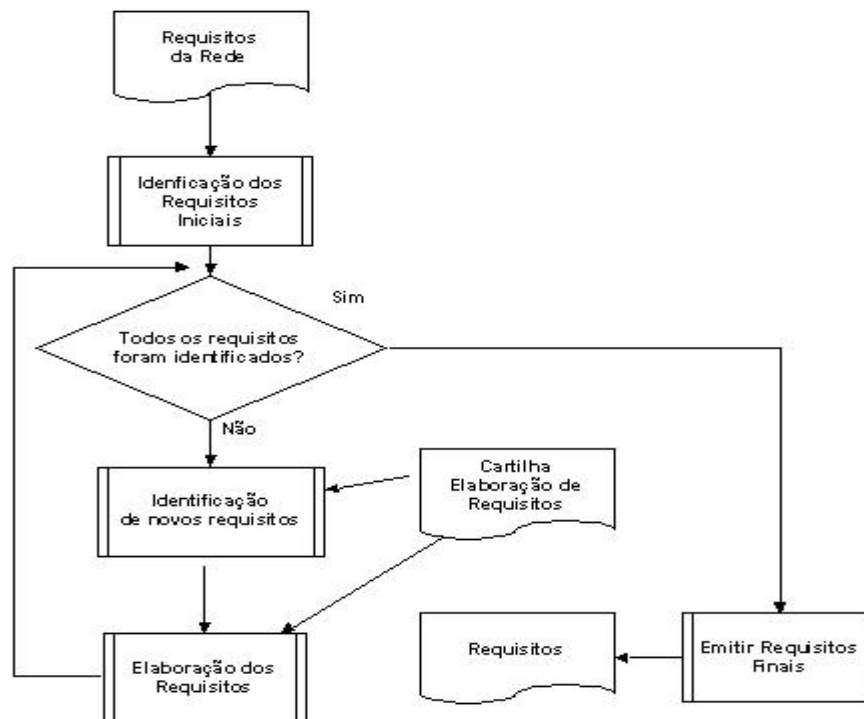 Requisitos
da Rede
Idenficação dos
Requisitos
Iniciais
Sim
Todos os requisitos
foram identificados?
Não
Identificação
de novos requisitos
Cartilha
Elaboração de
Requisitos
Elaboração dos
Requisitos
Requisitos
Emitir Requisitos
Finais